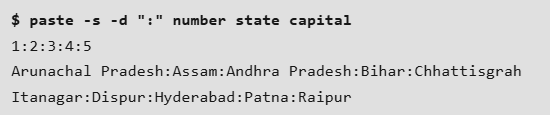 $ paste -s -d ":" number state capital
1:2:3:4:5
Arunachal Pradesh:Assam:Andhra Pradesh:Bihar:Chhattisgrah
Itanagar:Dispur:Hyderabad:Patna:Raipur